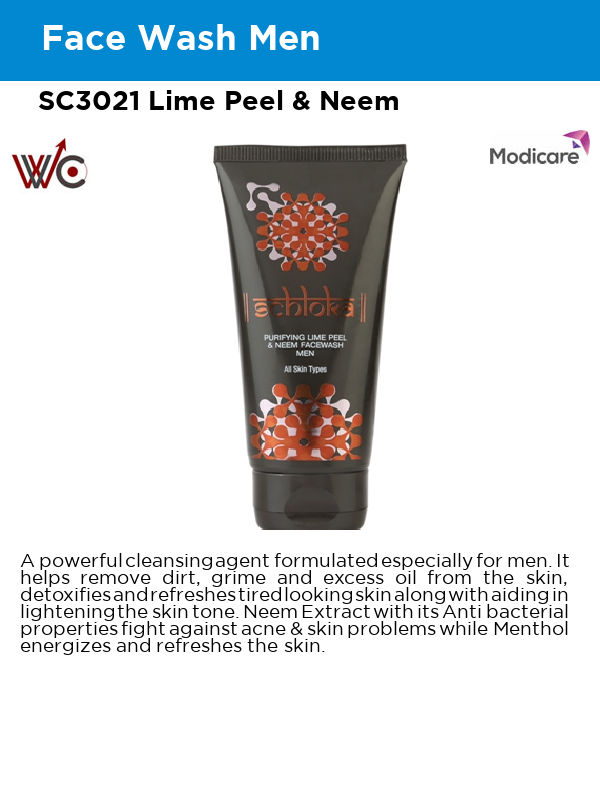 Face Wash Men
SC3021 Lime Peel & Neem
WC
Modicare
schloka
PURIFYING LIME PEEL
& NEEM FACEWASH
MEN
All Skin Types
A powerful cleansing agent formulated especially for men. It
helps remove dirt, grime and excess oil from the skin,
detoxifies and refreshes tired looking skin along with aiding in
lightening the skin tone. Neem Extract with its Anti bacterial
properties fight against acne & skin problems while Menthol
energizes and refreshes the skin.